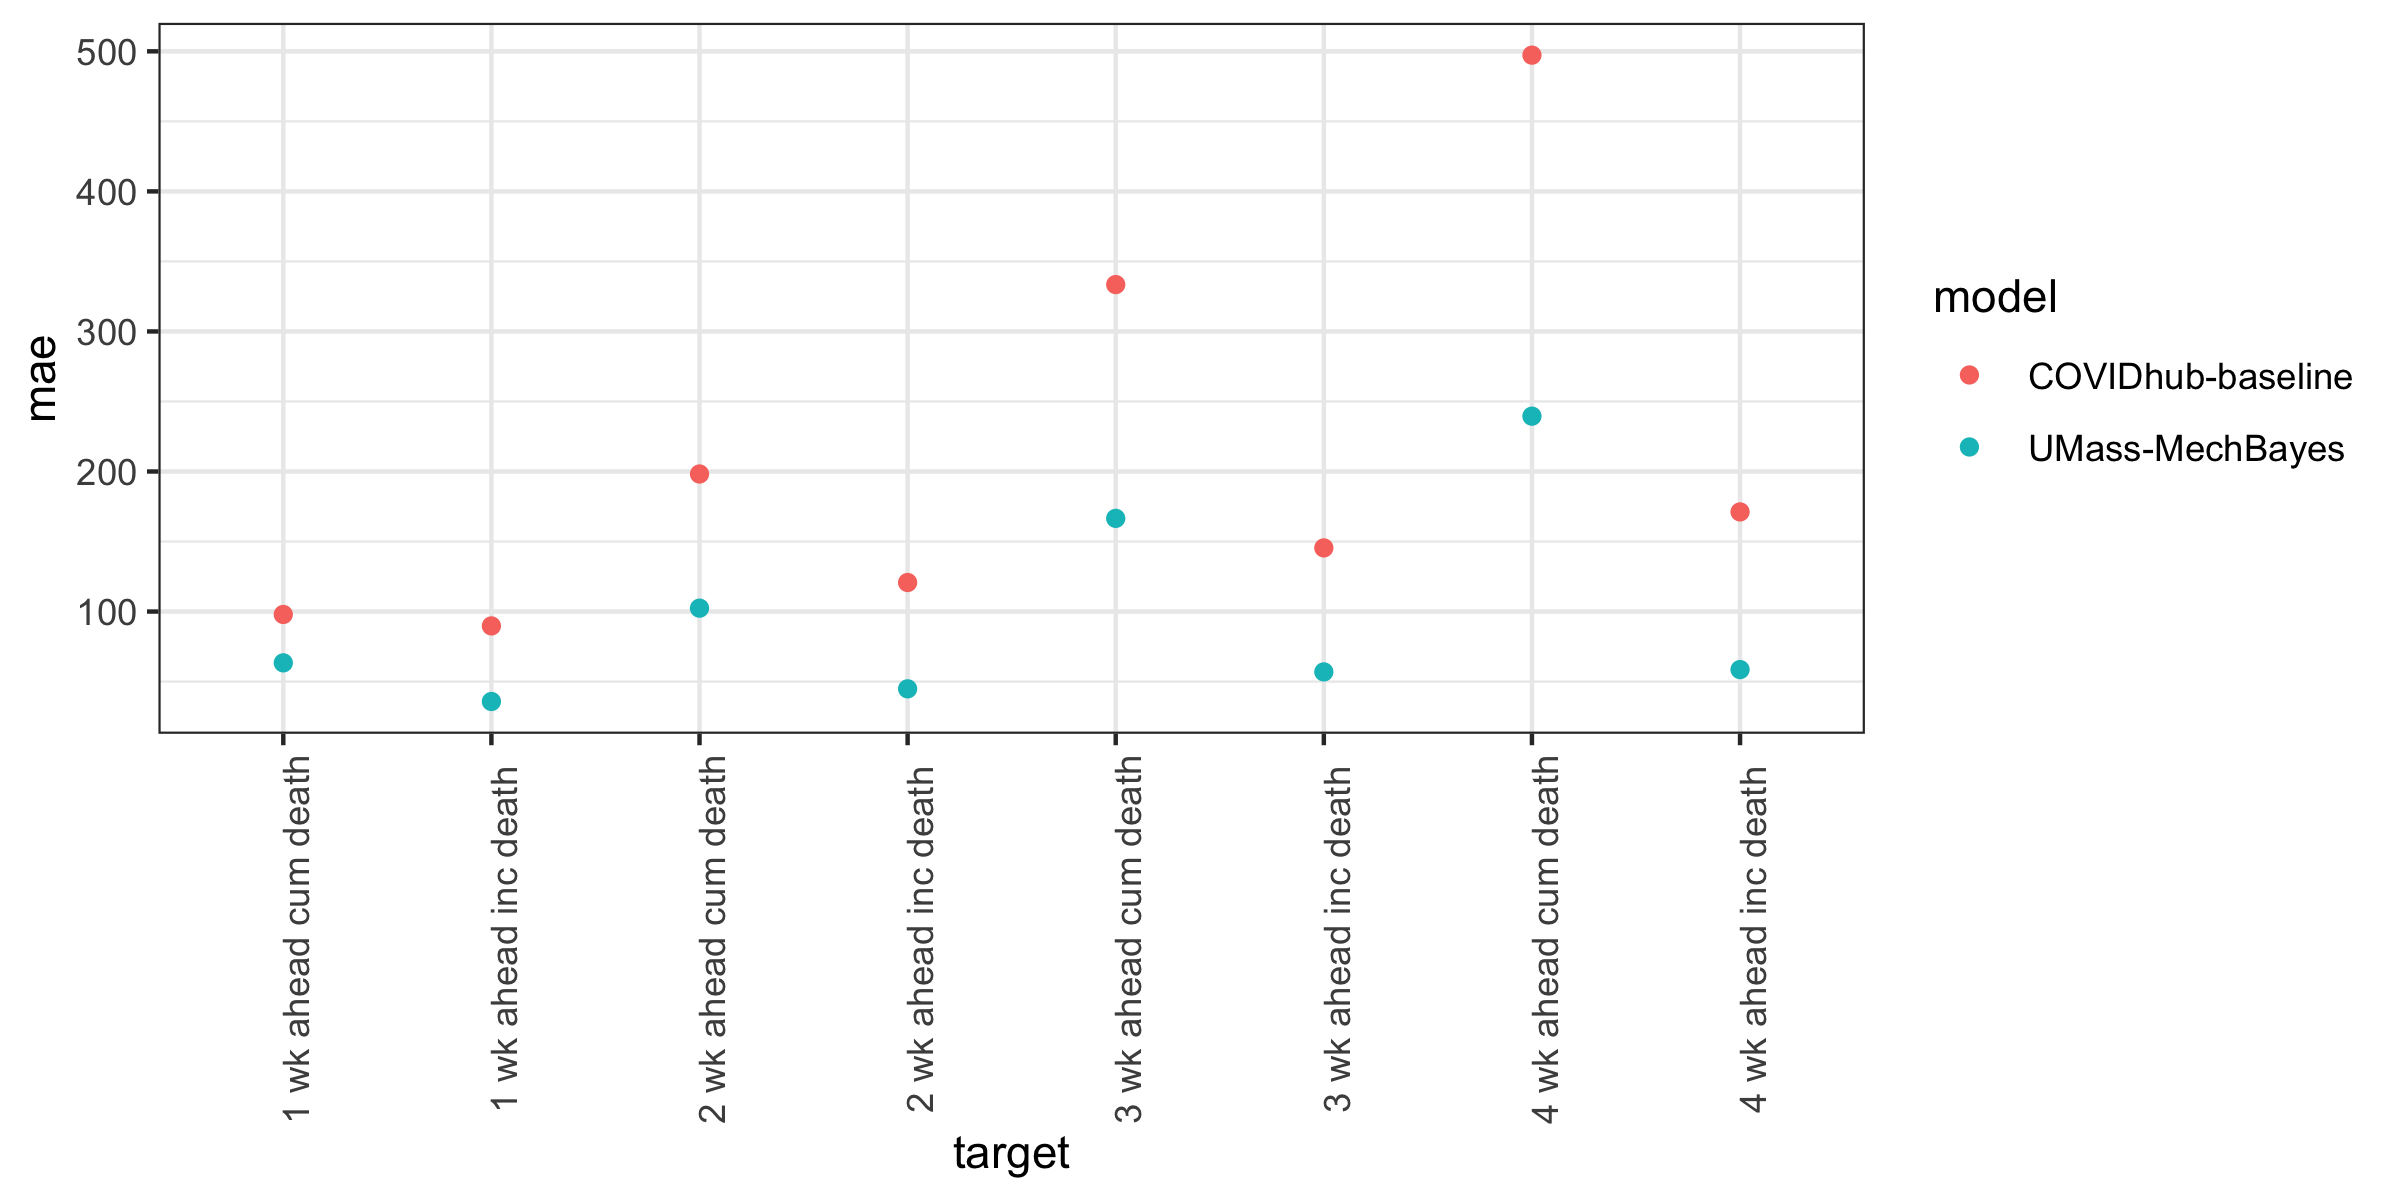 500
400
300
200
100
mae
1 wk ahead cum death
1 wk ahead inc death
2 wk ahead cum death
2 wk ahead inc death
3 wk ahead cum death
3 wk ahead inc death
4 wk ahead cum death
4 wk ahead inc death
target
model
COVIDhub-baseline
UMass-MechBayes